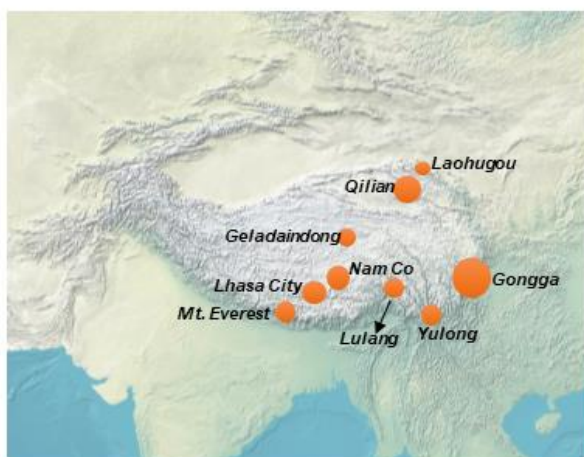 Laohugou
Qilian
Geladaindong
Nam Co
Gongga
Lhasa City
Mt. Everest
Yulong
Lulang